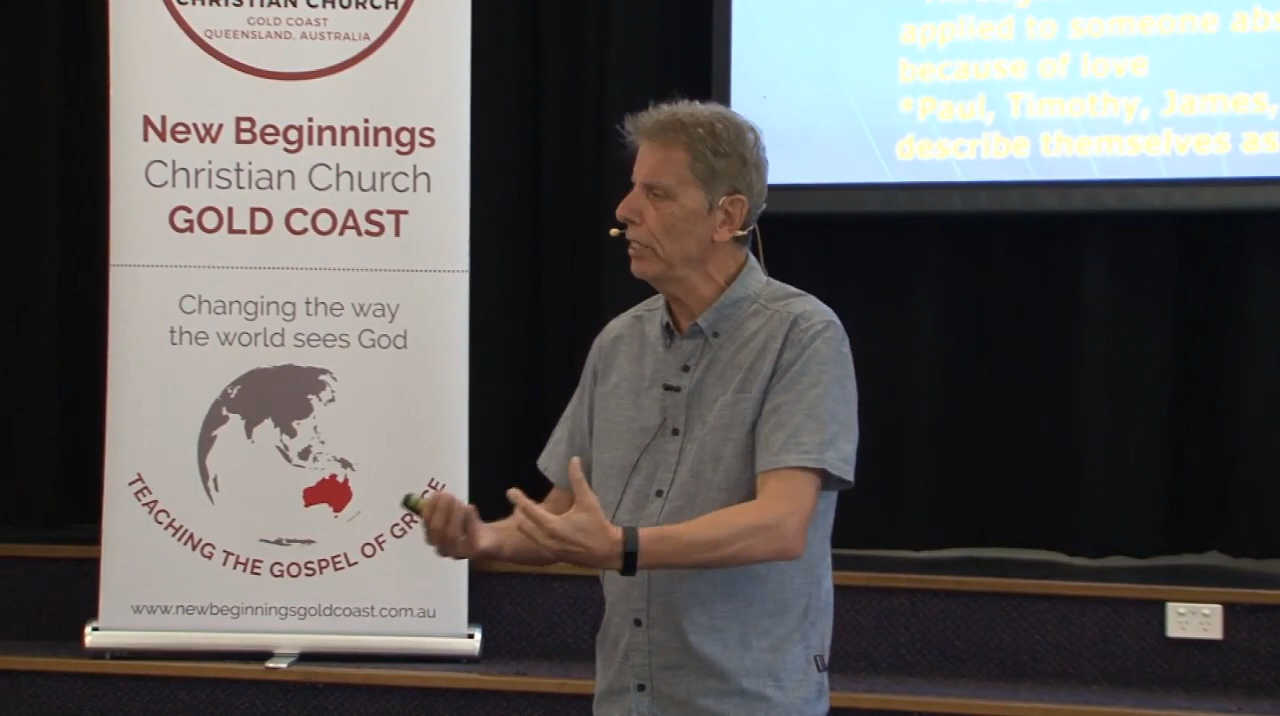 CHRISTIAN CHURCH
GOLD COAST
QUEENSLAND, AUSTRALIA
New Beginnings
Christian Church
GOLD COAST
Changing the way
the world sees God
TEACHING THE GOSPEL OF GRACE
www.newbeginningsgoldcoast.com.au
applied to someone abs
because of love
*Paul, Timothy, James,
describe themselves as